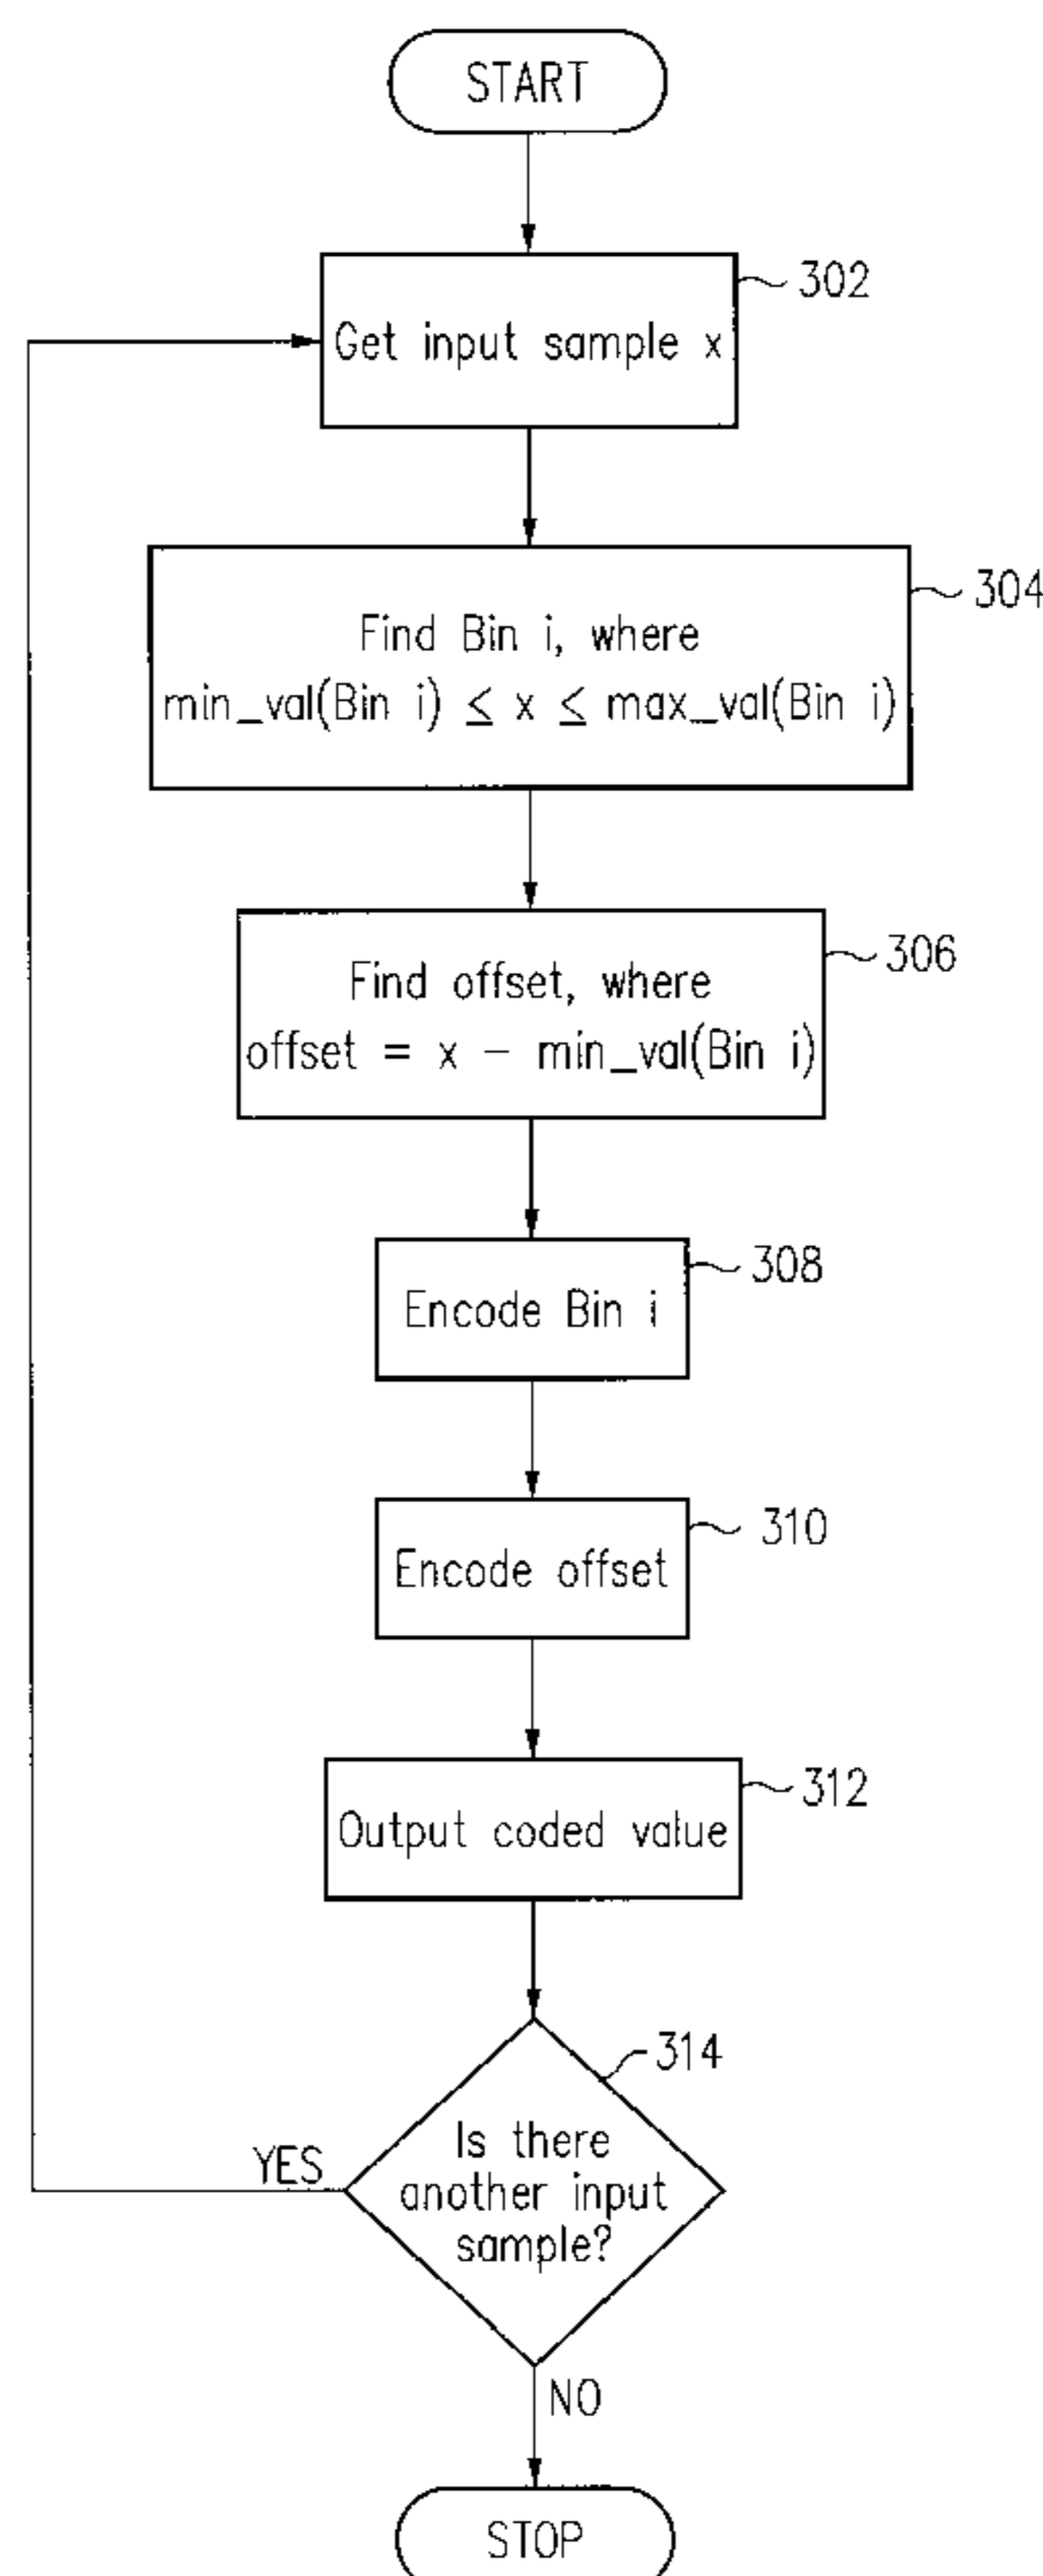 START
302
Get input sample x
304
Find Bin i, where
min_val(Bin i) ≤ x ≤ max_val(Bin i)
306
Find offset, where
offset = x – min_val(Bin i)
308
Encode Bin i
310
Encode offset
312
Output coded value
314
Is there
another input
sample?
YES
NO
STOP